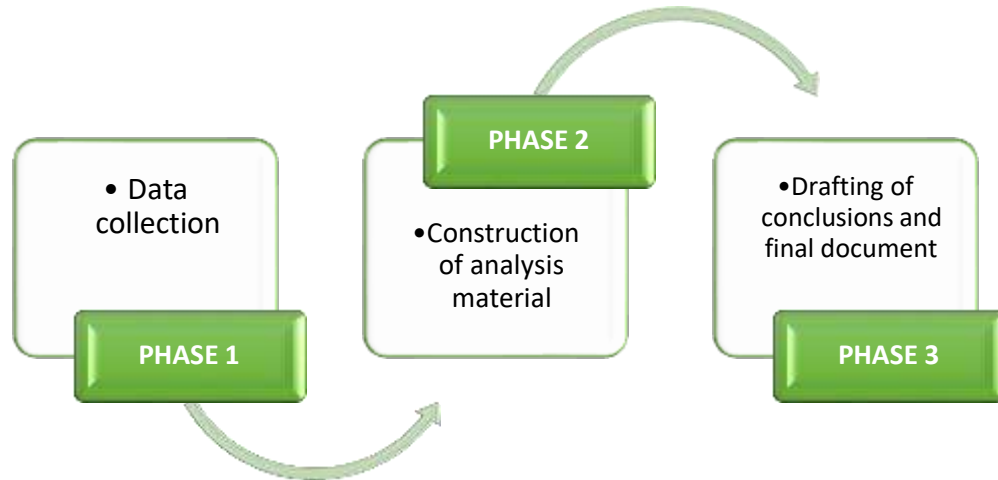 • Data
collection
PHASE 1
PHASE 2
•Construction
of analysis
material
•Drafting of
conclusions and
final document
PHASE 3